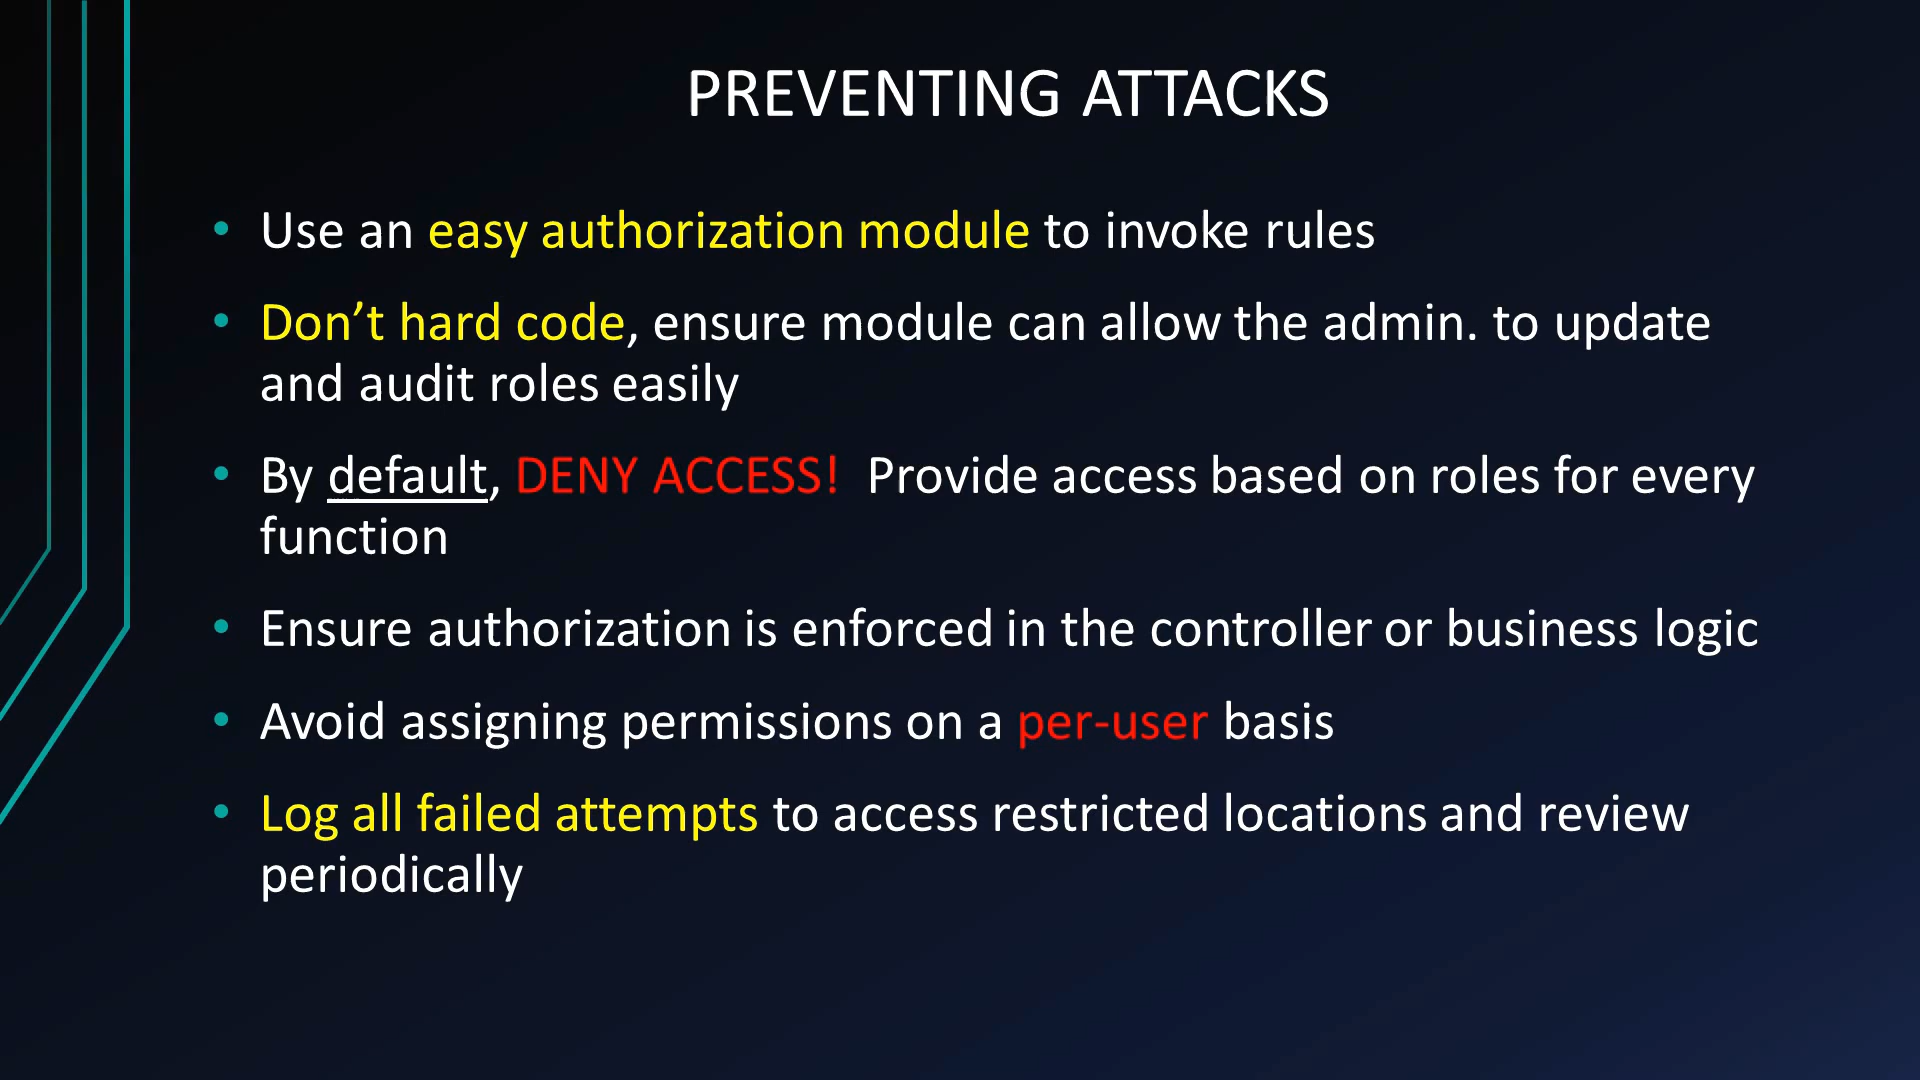 PREVENTING ATTACKS
• Use an easy authorization module to invoke rules
• Don’t hard code, ensure module can allow the admin. to update
and audit roles easily
• By default, DENY ACCESS!  Provide access based on roles for every
function
• Ensure authorization is enforced in the controller or business logic
• Avoid assigning permissions on a per-user basis
• Log all failed attempts to access restricted locations and review
periodically